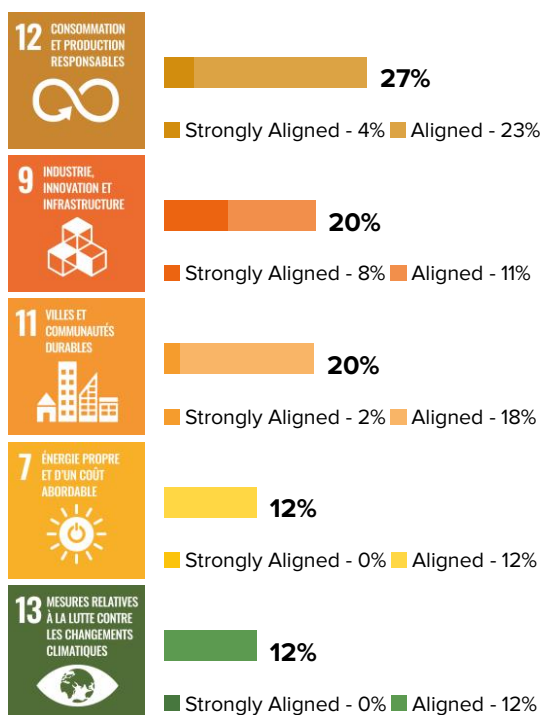 12 CONSOMMATION
ET PRODUCTION
RESPONSABLES
27%
Strongly Aligned - 4% Aligned - 23%
9 INDUSTRIE,
INNOVATION ET
INFRASTRUCTURE
20%
Strongly Aligned - 8% Aligned - 11%
11 VILLES ET
COMMUNAUTÉS
DURABLES
20%
Strongly Aligned - 2% Aligned - 18%
7 ÉNERGIE PROPRE
ET D'UN COÛT
ABORDABLE
12%
Strongly Aligned - 0% Aligned - 12%
13 MESURES RELATIVES
À LA LUTTE CONTRE
LES CHANGEMENTS
CLIMATIQUES
12%
Strongly Aligned - 0% Aligned - 12%